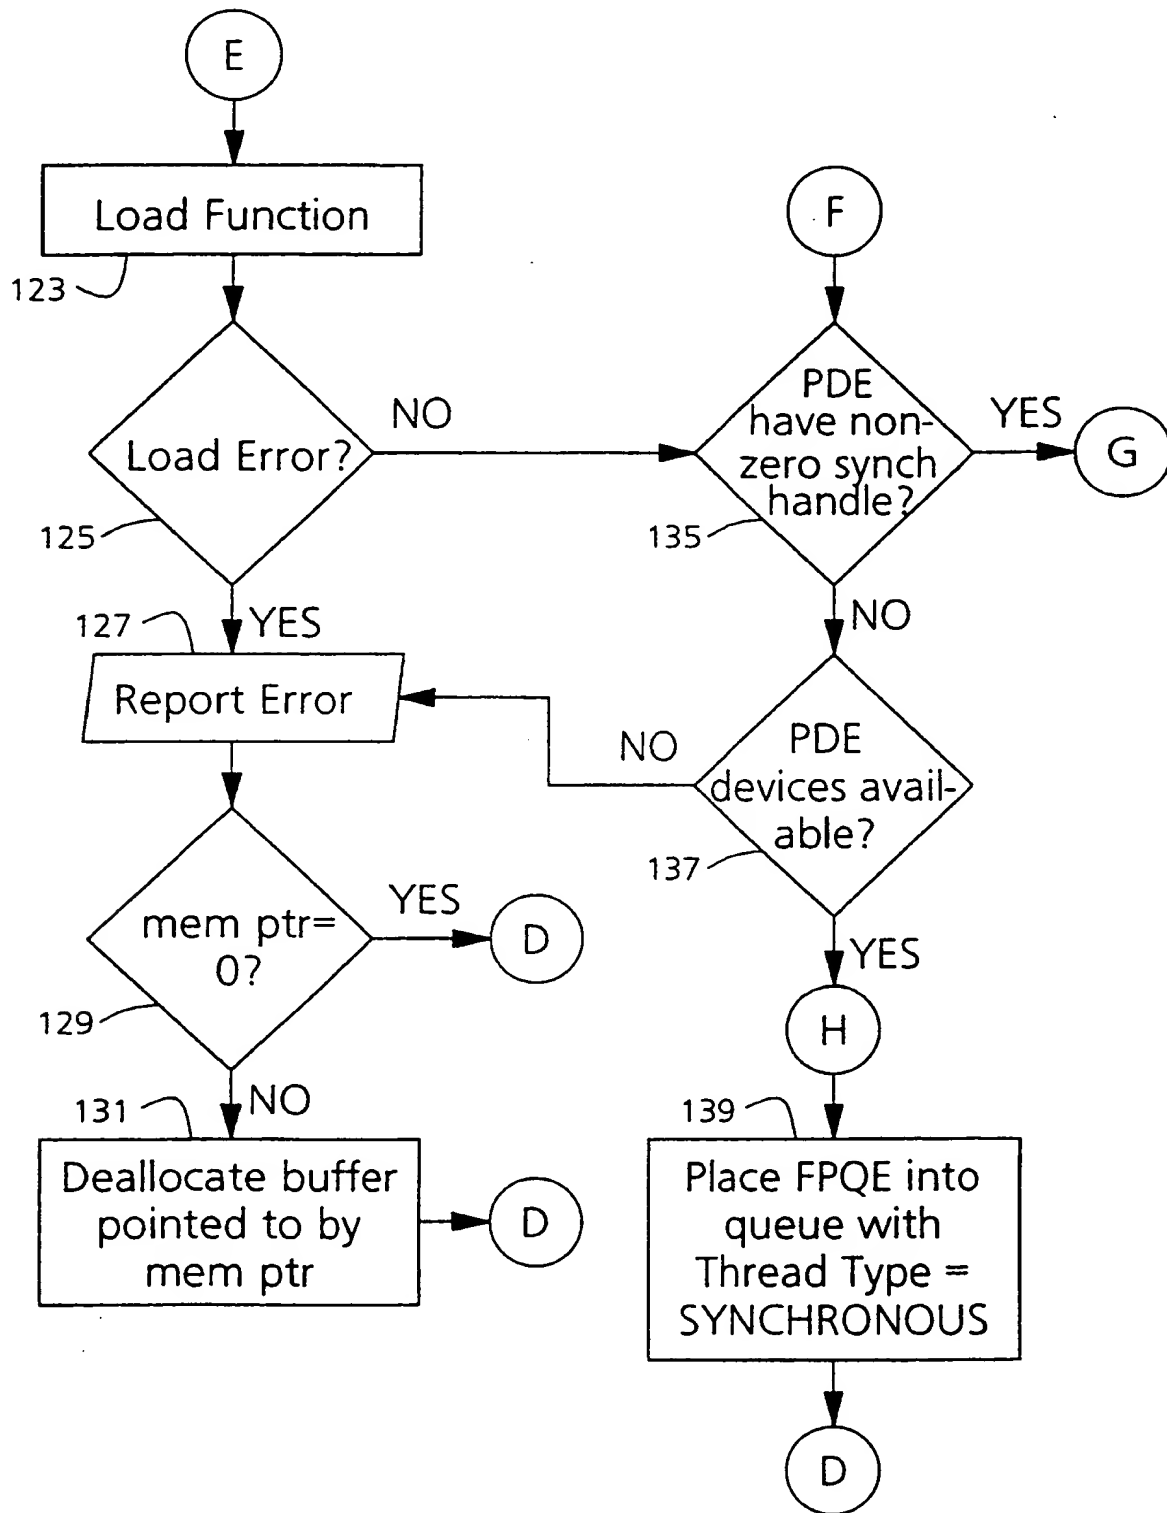 E
Load Function
123
Load Error?
125
NO
YES
127
Report Error
mem ptr=
0?
129
YES
D
NO
131
Deallocate buffer
pointed to by
mem ptr
D
F
PDE
have non-
zero synch
handle?
135
YES
G
NO
PDE
devices avail-
able?
137
NO
YES
H
139
Place FPQE into
queue with
Thread Type =
SYNCHRONOUS
D